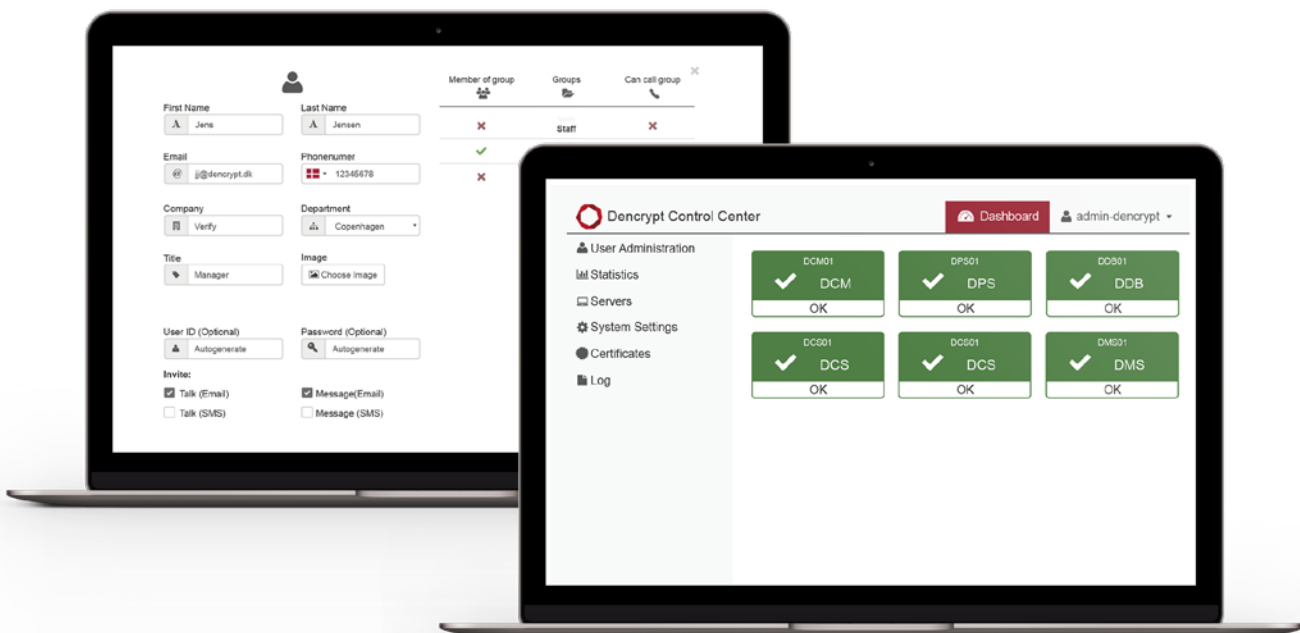 Member of group Groups Can call group
First Name Last Name
A Jens A Jensen
Staff
Email Phonenumer
@ jj@dencrypt.dk 12345678
Company Department
Verify Copenhagen
Title Image
Manager Choose Image
User ID (Optional) Password (Optional)
Autogenerate Autogenerate
Invite:
Talk (Email) Message(Email)
Talk (SMS) Message (SMS)
Dencrypt Control Center Dashboard admin-dencrypt
User Administration
Statistics
Servers
System Settings
Certificates
Log
DCM01 DPS01 DDB01
DCM DPS DDB
OK OK OK
DCS01 DCS01 DMS01
DCS DCS DMS
OK OK OK